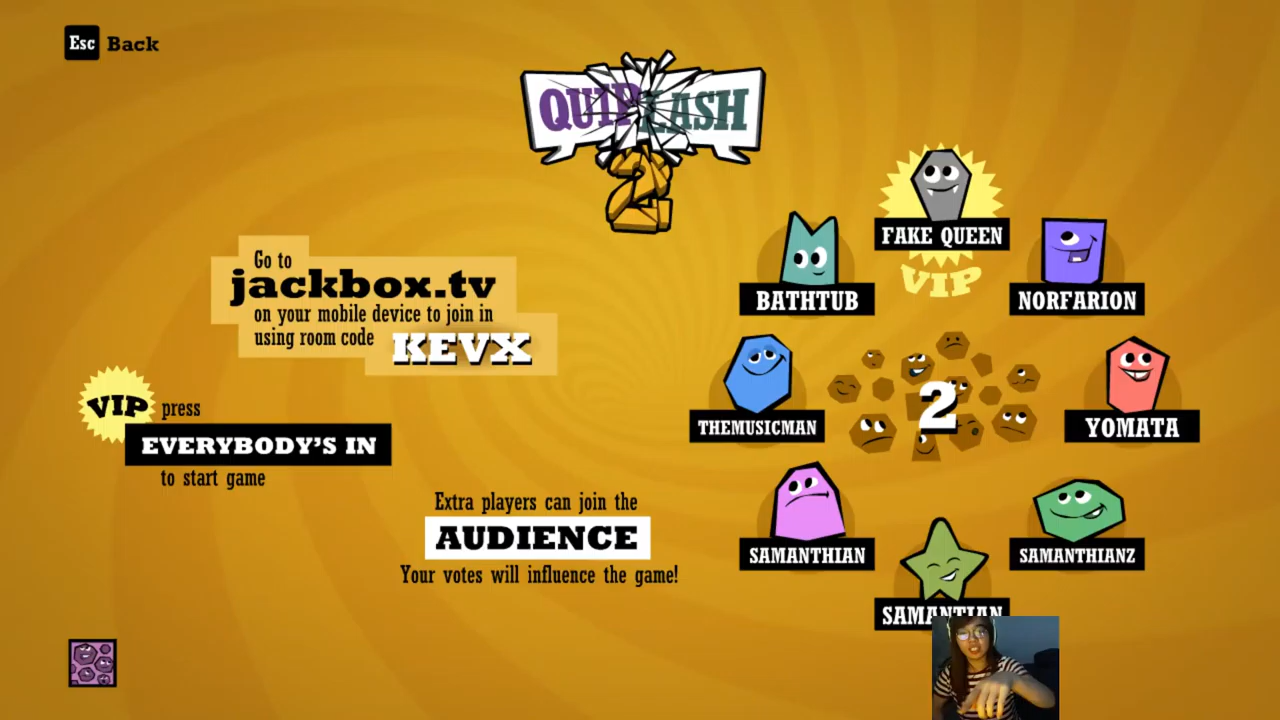 Esc Back
QUIPLASH
2
FAKE QUEEN
VIP
BATHTUB
NORFARION
Go to
jackbox.tv
on your mobile device to join in
using room code KEVX
VIP press
EVERYBODY'S IN
to start game
THEMUSICMAN
2
YOMATA
Extra players can join the
AUDIENCE
Your votes will influence the game!
SAMANTHIAN
SAMANTHIANZ
SAMANTIAN